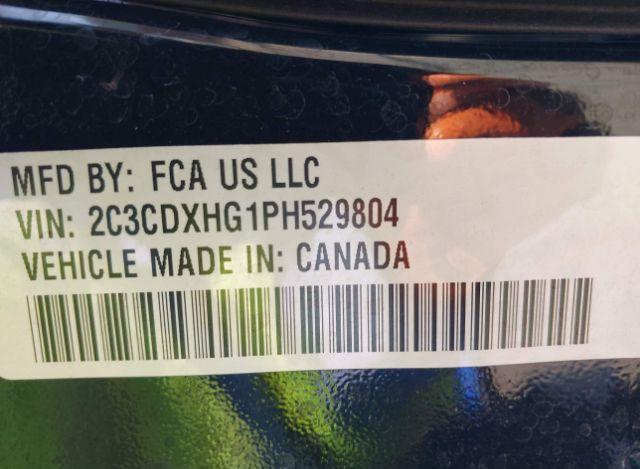 MFD BY: FCA US LLC
VIN: 2C3CDXHG1PH529804
VEHICLE MADE IN: CANADA